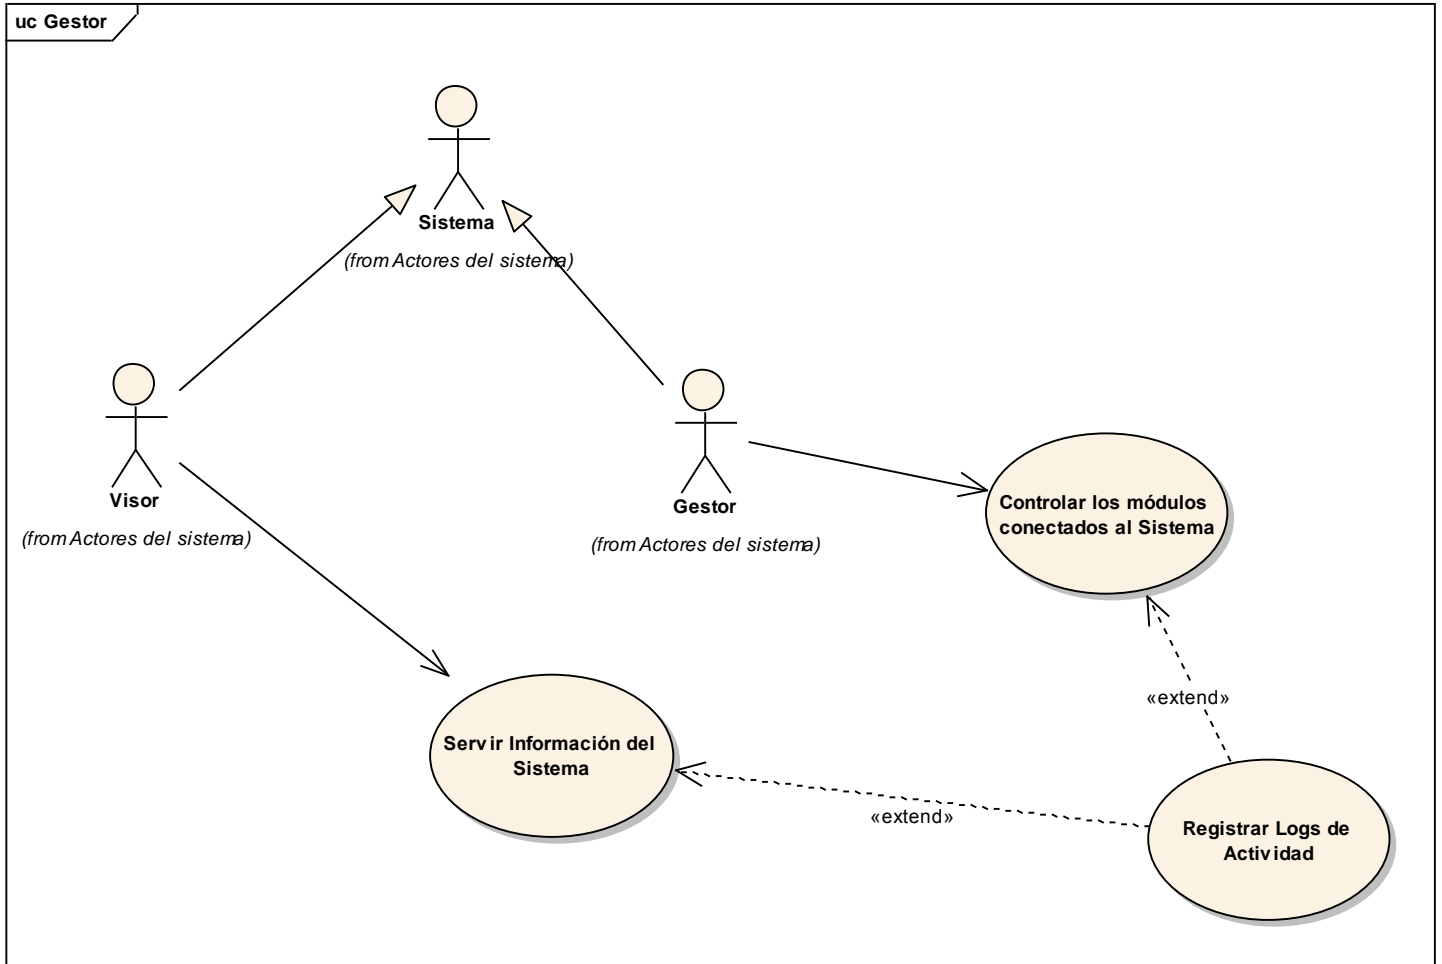 uc Gestor
Sistema
(from Actores del sistema)
Visor
(from Actores del sistema)
Gestor
(from Actores del sistema)
Controlar los módulos
conectados al Sistema
«extend»
Servir Información del
Sistema
«extend»
Registrar Logs de
Actividad